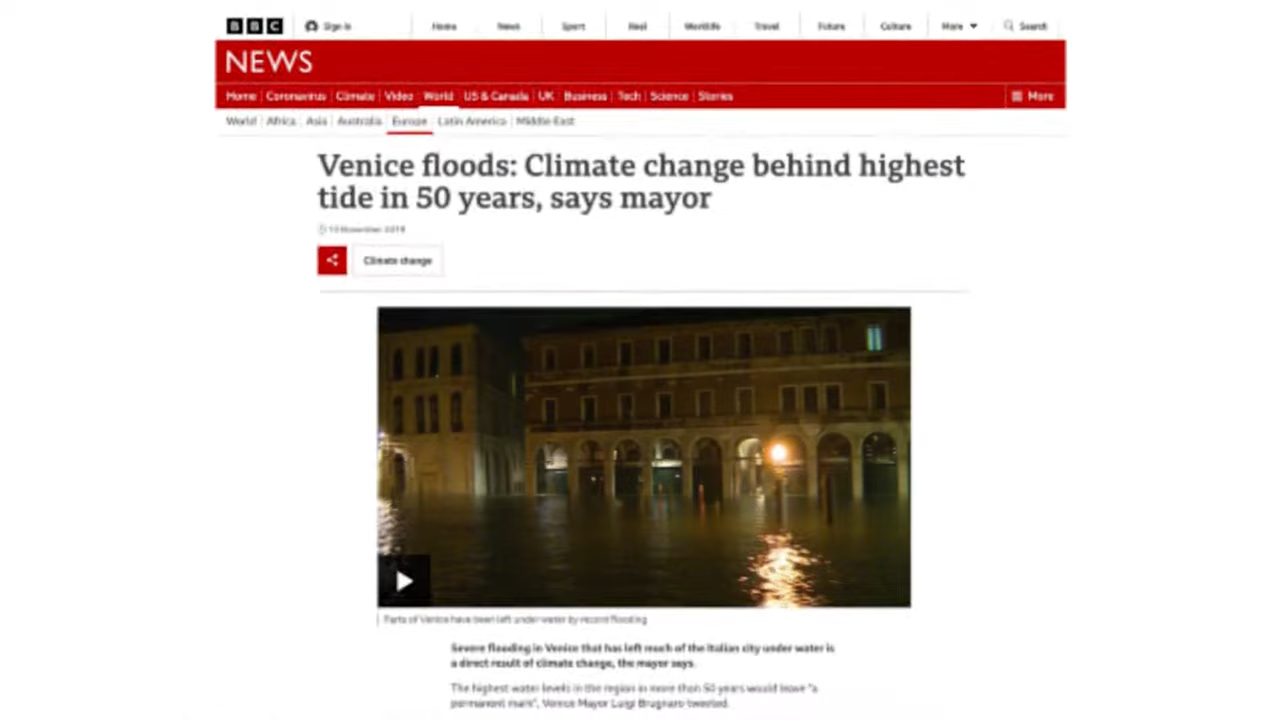 BBC Sign in Home News Sport Reel Worklife Travel Future Culture More Search
NEWS
Home Coronavirus Climate Video World US & Canada UK Business Tech Science Stories More
World Africa Asia Australia Europe Latin America Middle East
Venice floods: Climate change behind highest
tide in 50 years, says mayor
13 November 2019
Climate change
Parts of Venice have been left under water by record flooding
Severe flooding in Venice that has left much of the Italian city under water is
a direct result of climate change, the mayor says.
The highest water levels in the region in more than 50 years would leave "a
permanent mark", Venice Mayor Luigi Brugnaro tweeted.